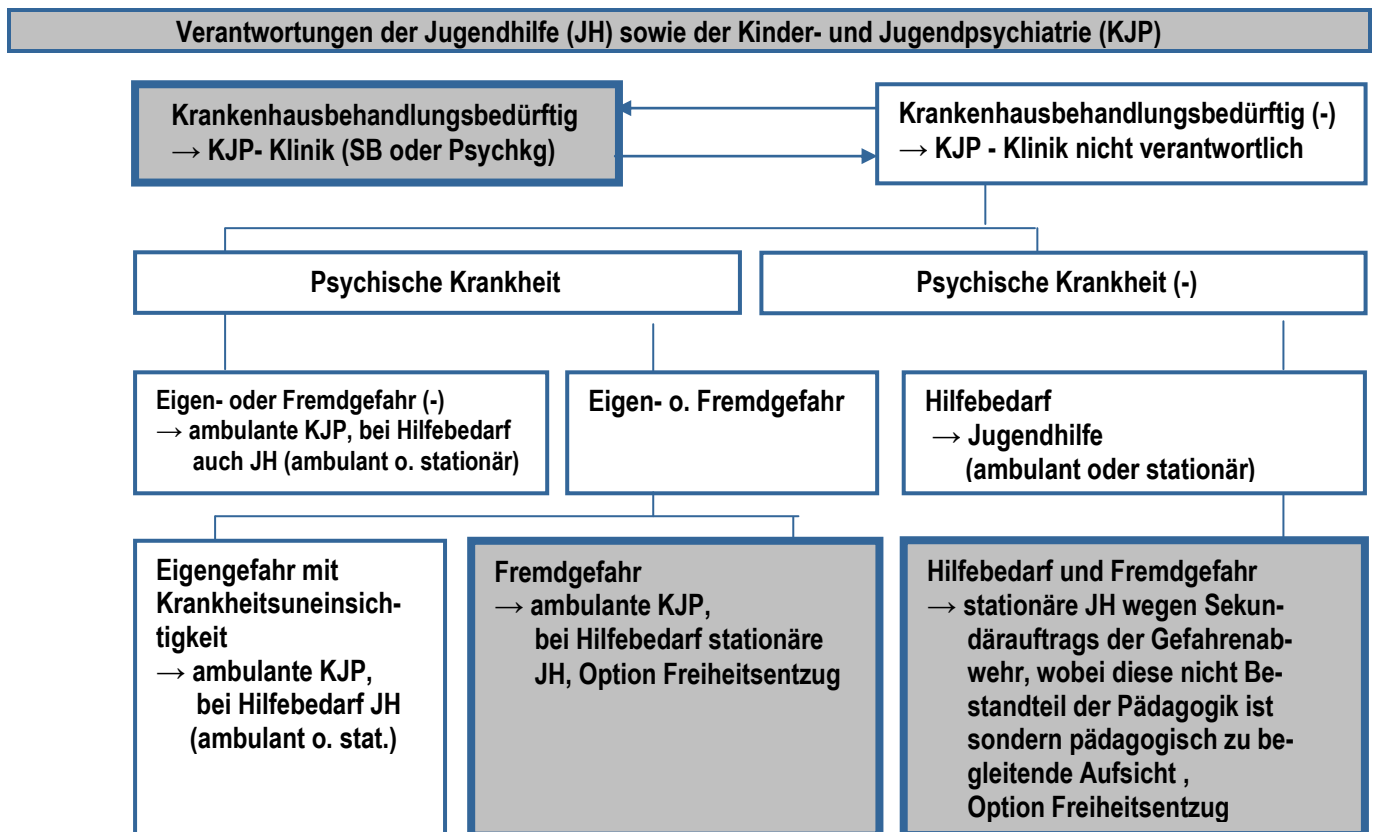 Verantwortungen der Jugendhilfe (JH) sowie der Kinder- und Jugendpsychiatrie (KJP)
Krankenhausbehandlungsbedürftig
→ KJP- Klinik (SB oder Psychkg)
Krankenhausbehandlungsbedürftig (-)
→ KJP - Klinik nicht verantwortlich
Psychische Krankheit
Psychische Krankheit (-)
Eigen- oder Fremdgefahr (-)
→ ambulante KJP, bei Hilfebedarf
auch JH (ambulant o. stationär)
Eigen- o. Fremdgefahr
Hilfebedarf
→ Jugendhilfe
(ambulant oder stationär)
Eigengefahr mit
Krankheitsuneinsich-
tigkeit
→ ambulante KJP,
bei Hilfebedarf JH
(ambulant o. stat.)
Fremdgefahr
→ ambulante KJP,
bei Hilfebedarf stationäre
JH, Option Freiheitsentzug
Hilfebedarf und Fremdgefahr
→ stationäre JH wegen Sekun-
därauftrags der Gefahrenab-
wehr, wobei diese nicht Be-
standteil der Pädagogik ist
sondern pädagogisch zu be-
gleitende Aufsicht ,
Option Freiheitsentzug